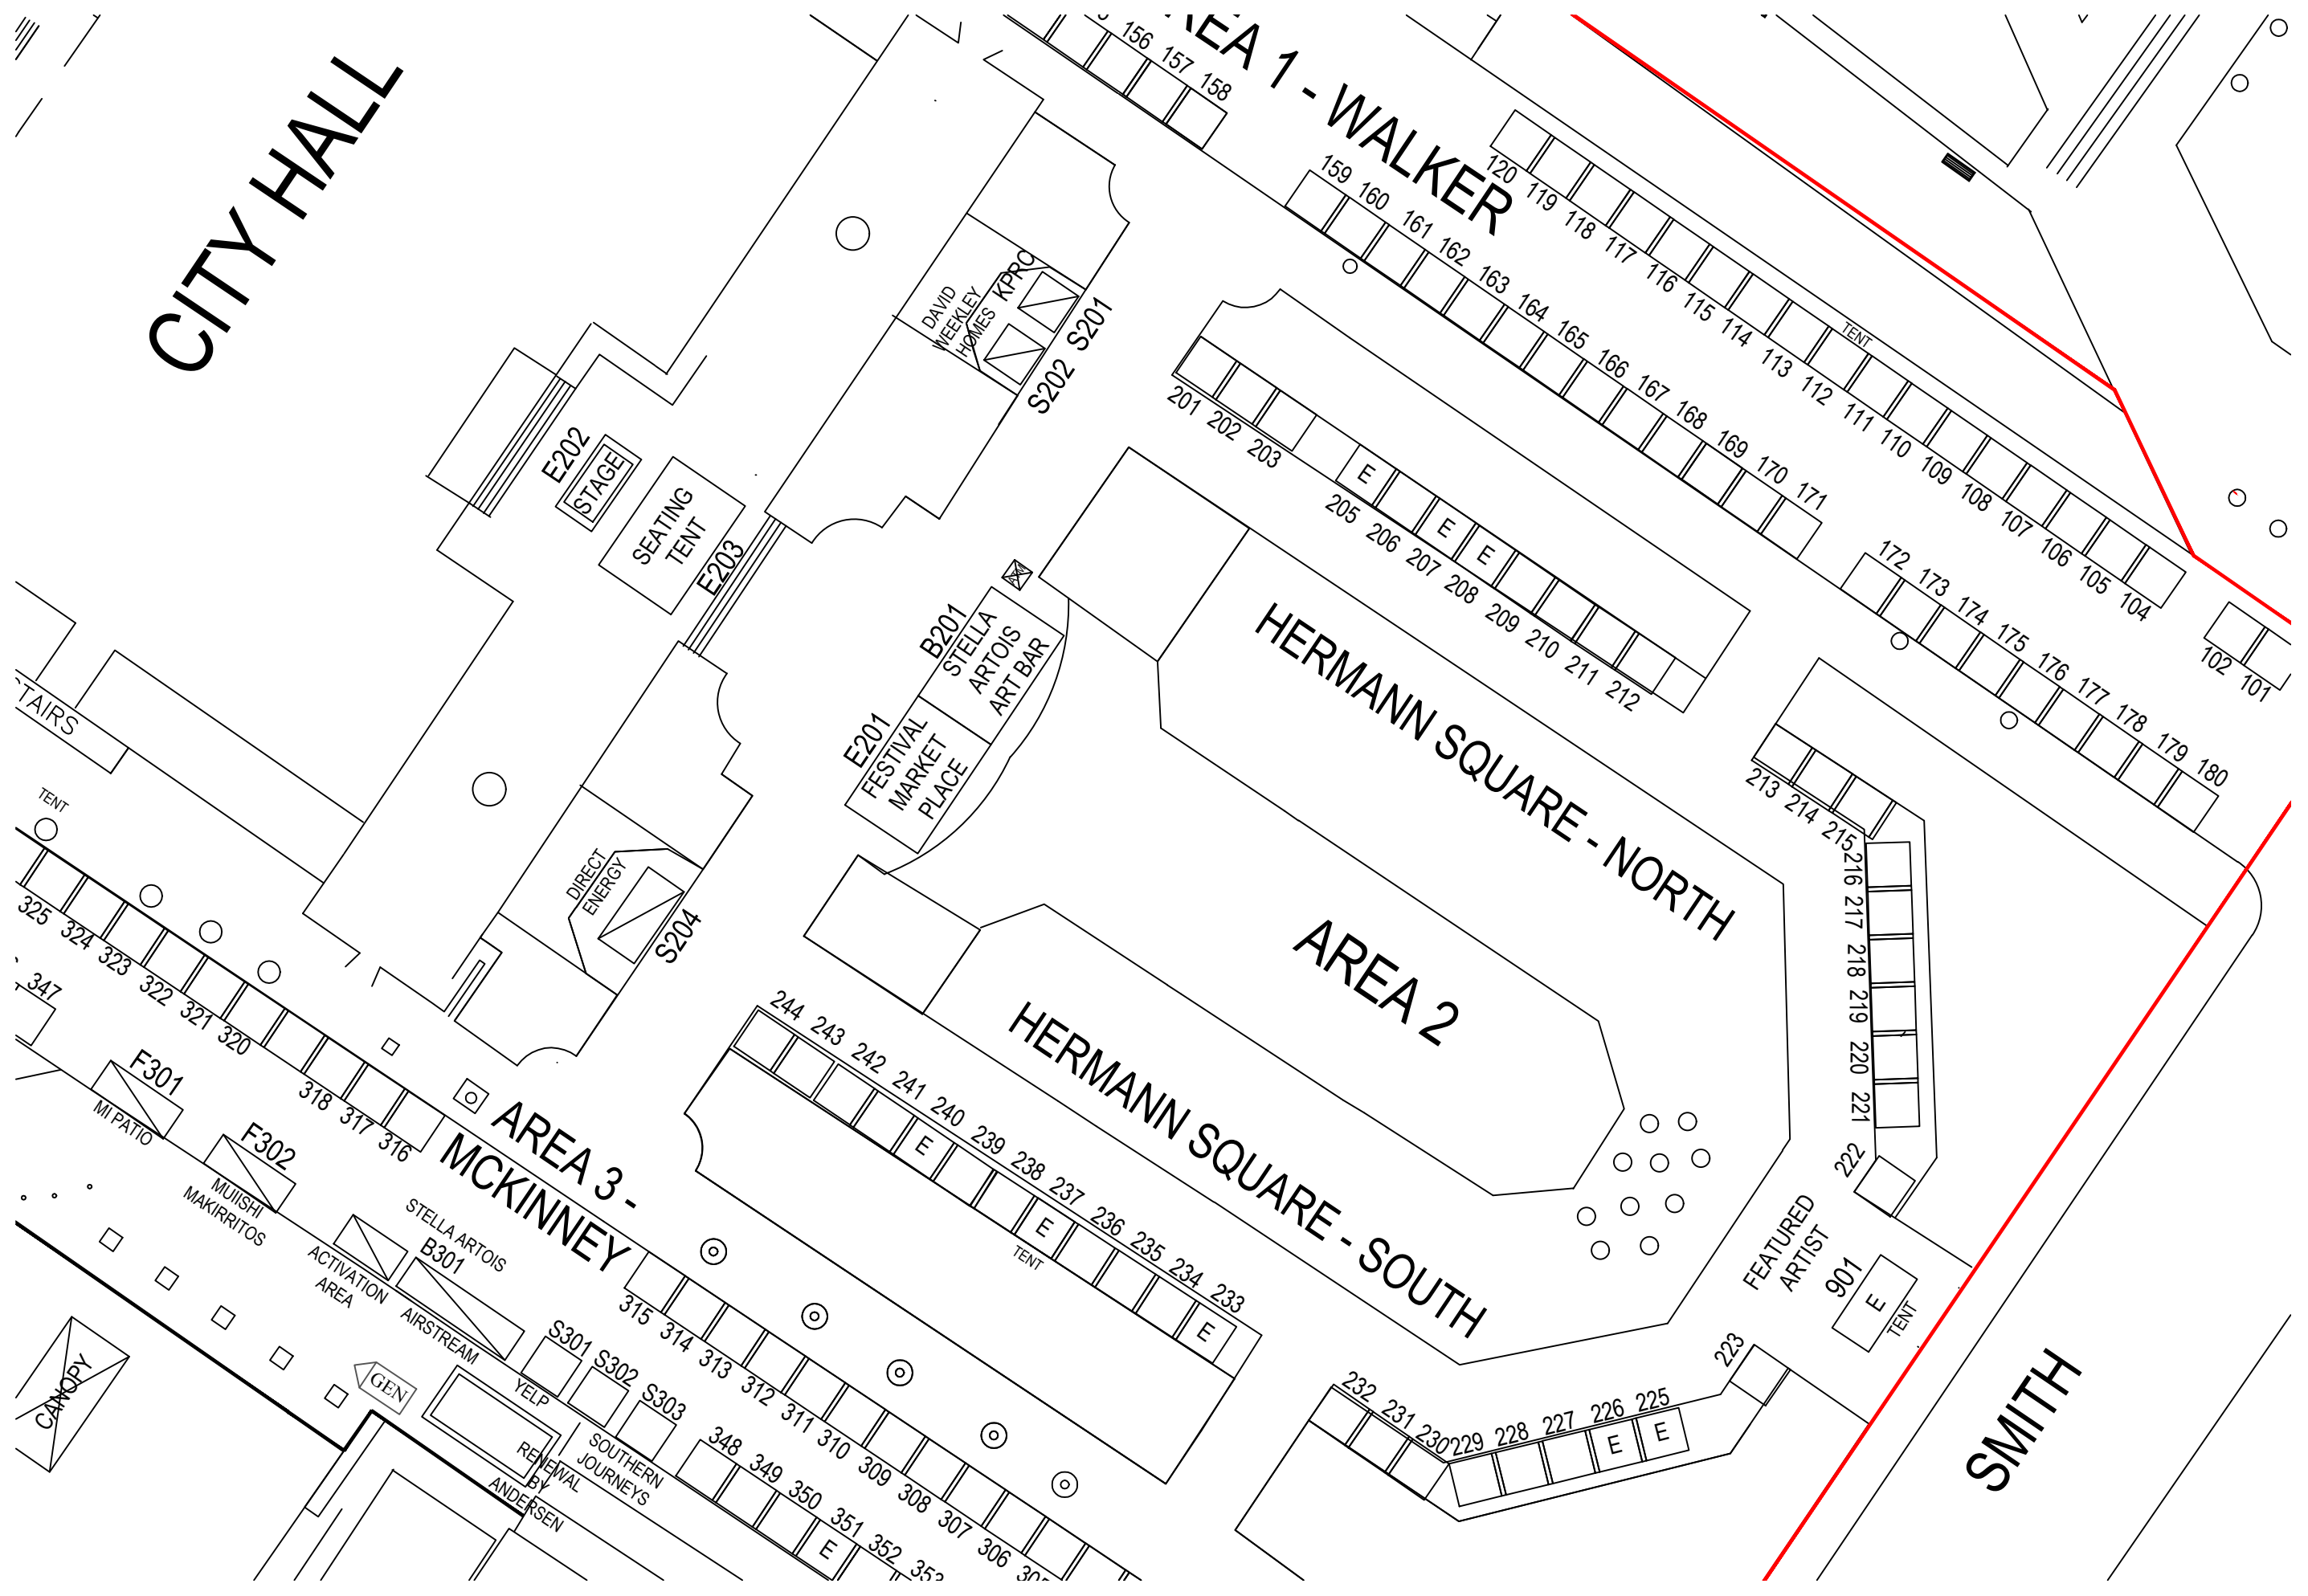 CITY HALL
AREA 1 - WALKER
156
157
158
159
160
161
162
163
164
165
166
167
168
169
170
171
172
173
174
175
176
177
178
179
180
120
119
118
117
116
115
114
113
112
111
110
109
108
107
106
105
104
102
101
TENT
DAVID
WEEKLEY
HOMES
KPRC
S201
S202
E202
STAGE
SEATING
TENT
E203
B201
STELLA
ARTOIS
ART BAR
E201
FESTIVAL
MARKET
PLACE
201
202
203
205
206
207
208
209
210
211
212
E
E
E
HERMANN SQUARE - NORTH
AREA 2
HERMANN SQUARE - SOUTH
213
214
215
216
217
218
219
220
221
222
FEATURED
ARTIST
901
E
TENT
223
SMITH
225
226
227
228
229
230
231
232
E
E
244
243
242
241
240
239
238
237
236
235
234
233
E
E
E
TENT
DIRECT
ENERGY
S204
STAIRS
TENT
325
324
323
322
321
320
318
317
316
347
F301
MI PATIO
F302
MUIISHI
MAKIRRITOS
AREA 3 -
MCKINNEY
STELLA ARTOIS
B301
ACTIVATION
AREA
AIRSTREAM
S301
S302
S303
YELP
SOUTHERN
JOURNEYS
RENEWAL
BY
ANDERSEN
GEN
CANOPY
315
314
313
312
311
310
309
308
307
306
348
349
350
351
352
353
E